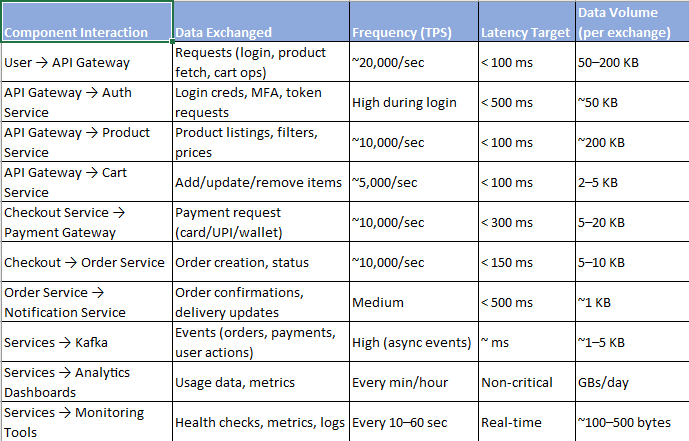 Component Interaction Data Exchanged Frequency (TPS) Latency Target Data Volume (per exchange)
User → API Gateway Requests (login, product fetch, cart ops) ~20,000/sec < 100 ms 50–200 KB
API Gateway → Auth Service Login creds, MFA, token requests High during login < 500 ms ~50 KB
API Gateway → Product Service Product listings, filters, prices ~10,000/sec < 100 ms ~200 KB
API Gateway → Cart Service Add/update/remove items ~5,000/sec < 100 ms 2–5 KB
Checkout Service → Payment Gateway Payment request (card/UPI/wallet) ~10,000/sec < 300 ms 5–20 KB
Checkout → Order Service Order creation, status ~10,000/sec < 150 ms 5–10 KB
Order Service → Notification Service Order confirmations, delivery updates Medium < 500 ms ~1 KB
Services → Kafka Events (orders, payments, user actions) High (async events) ~ ms ~1–5 KB
Services → Analytics Dashboards Usage data, metrics Every min/hour Non-critical GBs/day
Services → Monitoring Tools Health checks, metrics, logs Every 10–60 sec Real-time ~100–500 bytes